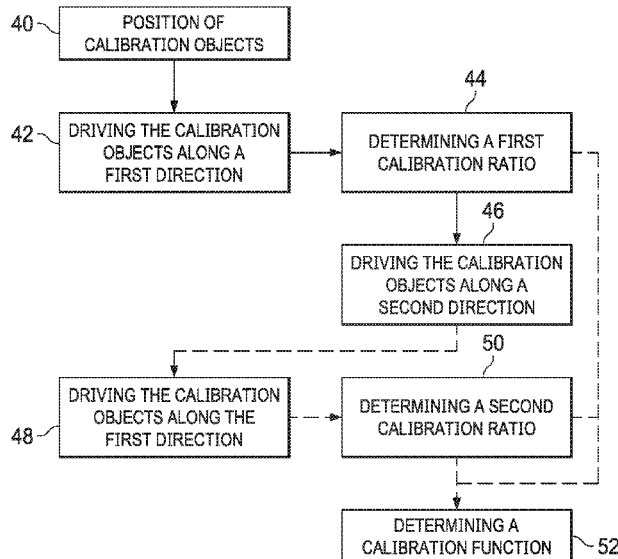 40
POSITION OF
CALIBRATION OBJECTS
42
DRIVING THE CALIBRATION
OBJECTS ALONG A
FIRST DIRECTION
44
DETERMINING A FIRST
CALIBRATION RATIO
46
DRIVING THE CALIBRATION
OBJECTS ALONG A
SECOND DIRECTION
48
DRIVING THE CALIBRATION
OBJECTS ALONG THE
FIRST DIRECTION
50
DETERMINING A SECOND
CALIBRATION RATIO
DETERMINING A
CALIBRATION FUNCTION
52